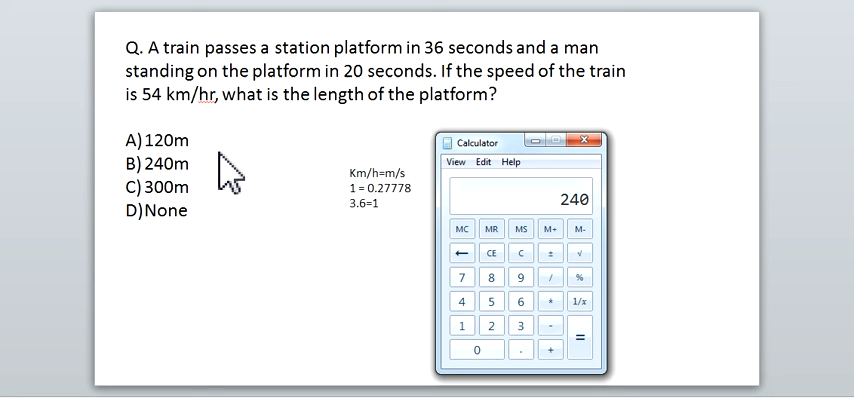 Q. A train passes a station platform in 36 seconds and a man
standing on the platform in 20 seconds. If the speed of the train
is 54 km/hr, what is the length of the platform?
A)120m
B)240m
C)300m
D)None
Km/h=m/s
1=0.27778
3.6=1
Calculator
View Edit Help
240
MC MR MS M+ M-
← CE C ± √
7 8 9 / %
4 5 6 * 1/x
1 2 3 - =
0 . +